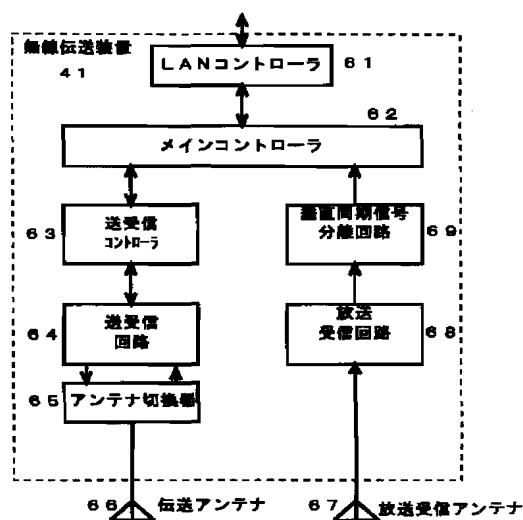 無線伝送装置
41
LANコントローラ
61
62
メインコントローラ
63
送受信
コントローラ
垂直同期信号
分離回路
69
64
送受信
回路
放送
受信回路
68
65
アンテナ切換器
66
伝送アンテナ
67
放送受信アンテナ